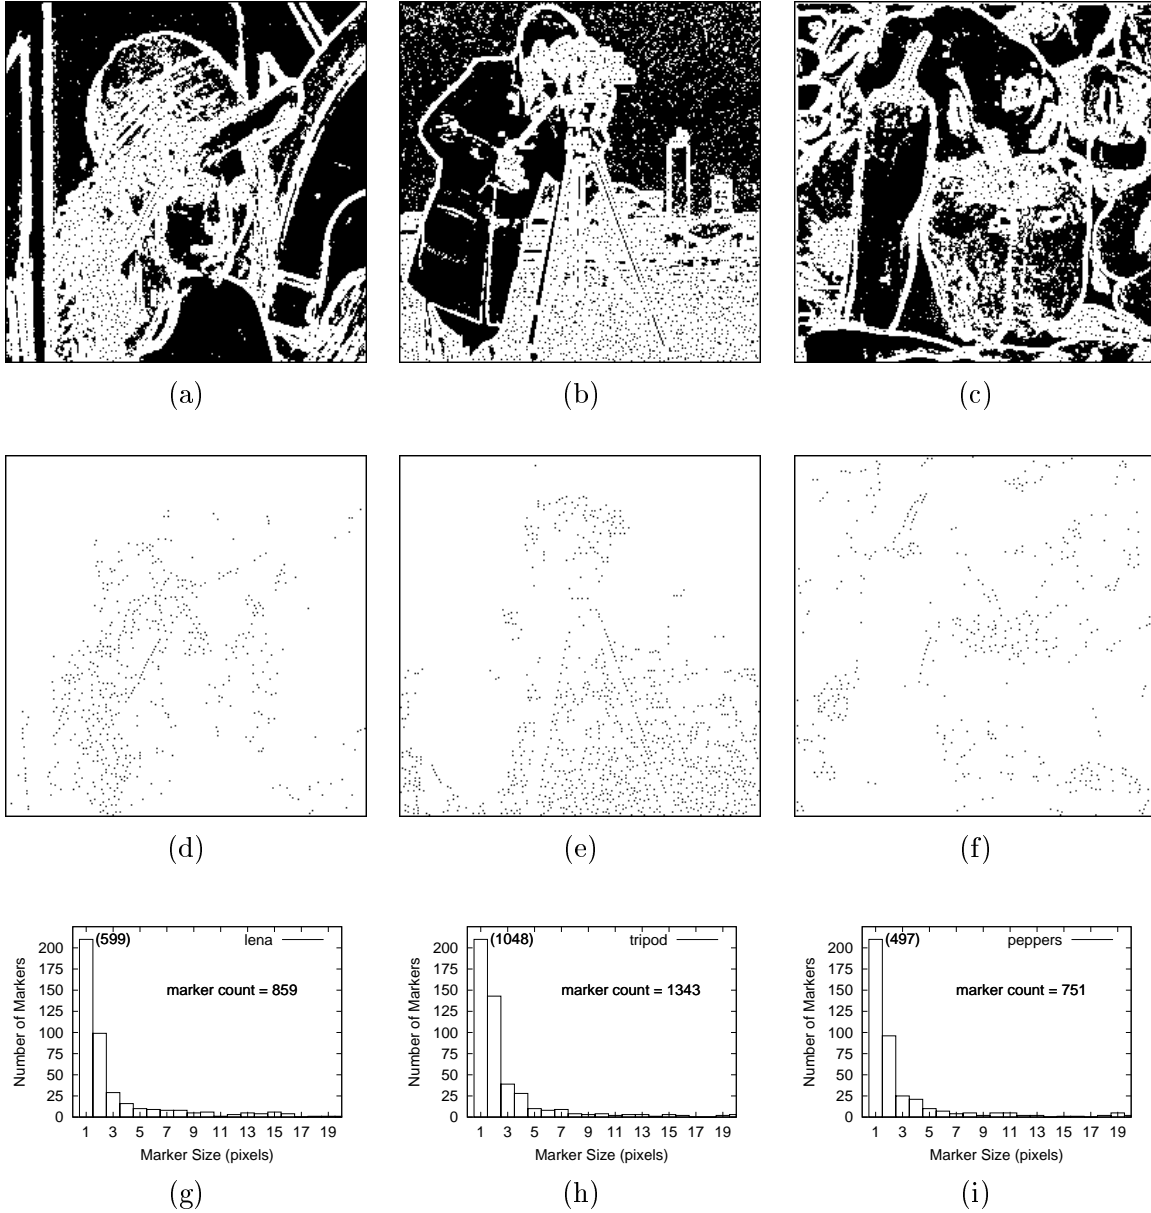 (a)
(b)
(c)
(d)
(e)
(f)
(599)
lena
marker count = 859
Number of Markers
200
175
150
125
100
75
50
25
0
1 3 5 7 9 11 13 15 17 19
Marker Size (pixels)
(g)
(1048)
tripod
marker count = 1343
Number of Markers
200
175
150
125
100
75
50
25
0
1 3 5 7 9 11 13 15 17 19
Marker Size (pixels)
(h)
(497)
peppers
marker count = 751
Number of Markers
200
175
150
125
100
75
50
25
0
1 3 5 7 9 11 13 15 17 19
Marker Size (pixels)
(i)